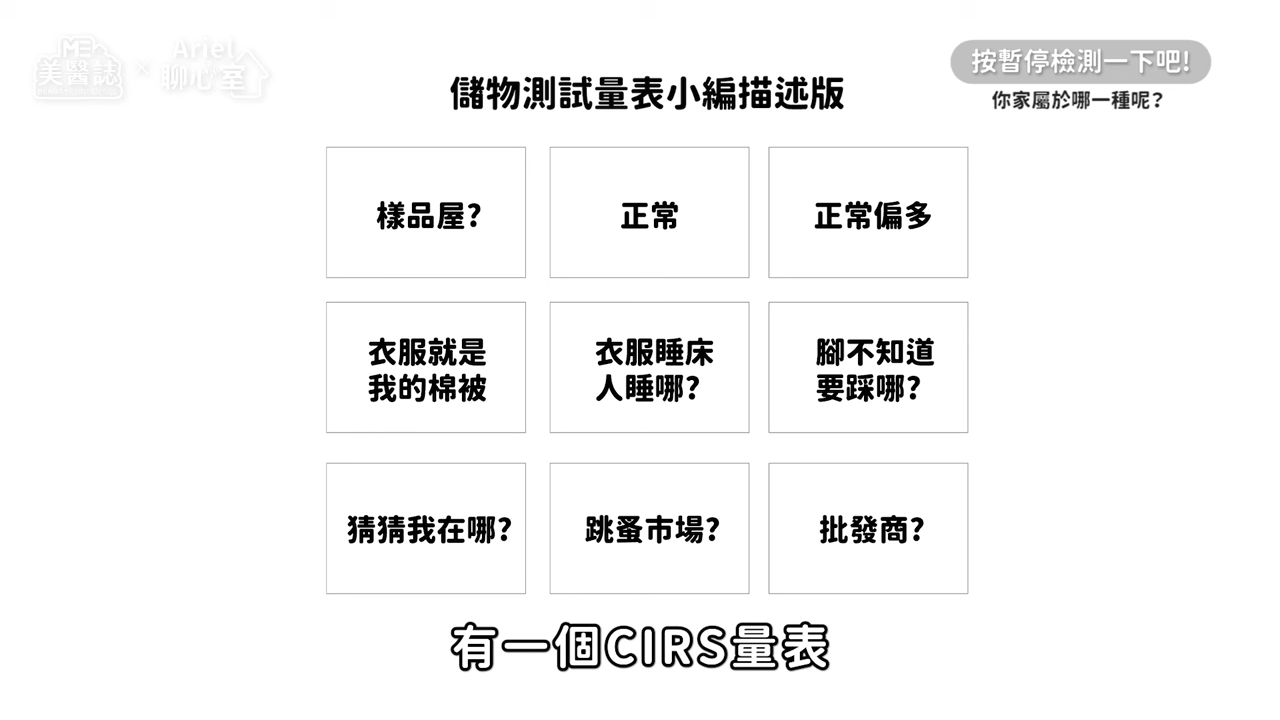 美醫誌
×
Ariel
聊心室
按暫停檢測一下吧!
你家屬於哪一種呢?
儲物測試量表小編描述版
樣品屋?
正常
正常偏多
衣服就是
我的棉被
衣服睡床
人睡哪?
腳不知道
要踩哪?
猜猜我在哪?
跳蚤市場?
批發商?
有一個CIRS量表